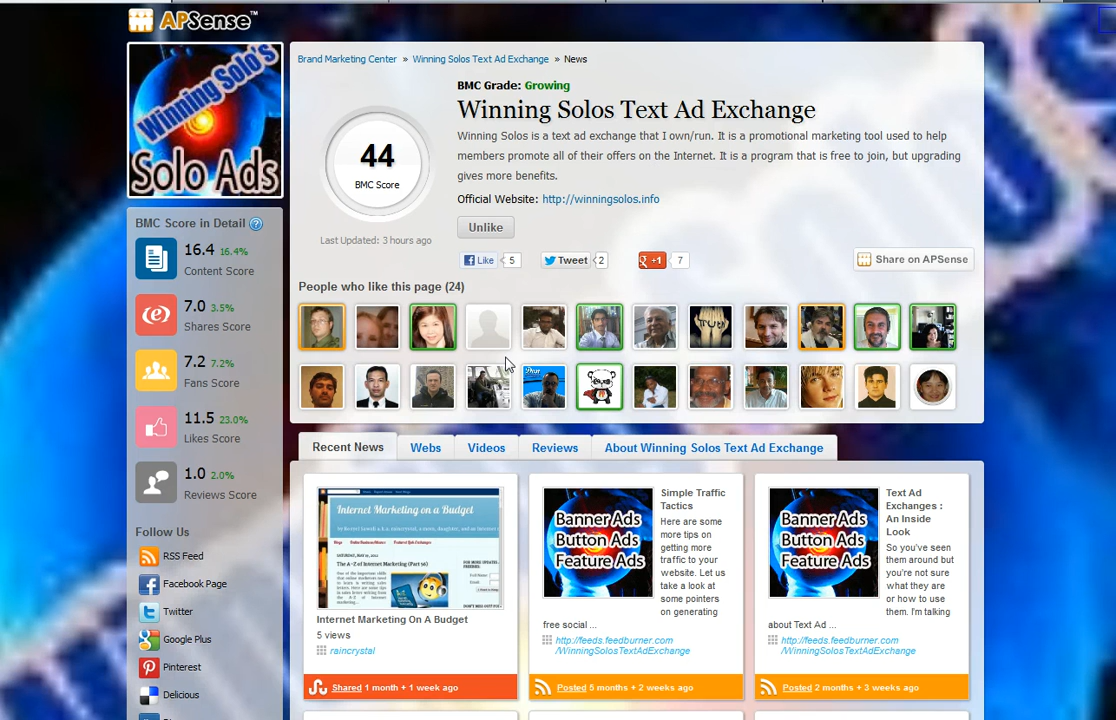 APSense™
Winning Solo's
Solo Ads
Brand Marketing Center » Winning Solos Text Ad Exchange » News
BMC Grade: Growing
Winning Solos Text Ad Exchange
44
BMC Score
Last Updated: 3 hours ago
Winning Solos is a text ad exchange that I own/run. It is a promotional marketing tool used to help
members promote all of their offers on the Internet. It is a program that is free to join, but upgrading
gives more benefits.
Official Website: http://winningsolos.info
Unlike
Like 5 Tweet 2 +1 7 Share on APSense
People who like this page (24)
BMC Score in Detail ?
16.4 16.4%
Content Score
7.0 3.5%
Shares Score
7.2 7.2%
Fans Score
11.5 23.0%
Likes Score
1.0 2.0%
Reviews Score
Follow Us
RSS Feed
Facebook Page
Twitter
Google Plus
Pinterest
Delicious
Recent News Webs Videos Reviews About Winning Solos Text Ad Exchange
Internet Marketing on a Budget
The A-Z of Internet Marketing (Part 96)
Internet Marketing On A Budget
5 views
raincrystal
Shared 1 month + 1 week ago
Banner Ads
Button Ads
Feature Ads
Simple Traffic
Tactics
Here are
some more
tips on
getting more
traffic to your
website. Let us
take a look at
some pointers
on generating
free social ...
http://feeds.feedburner.com
/WinningSolosTextAdExchange
Posted 5 months + 2 weeks ago
Banner Ads
Button Ads
Feature Ads
Text Ad
Exchanges :
An Inside
Look
So you've seen
them around but
you're not sure
what they are
or how to use
them. I'm talking
about Text Ad ...
http://feeds.feedburner.com
/WinningSolosTextAdExchange
Posted 2 months + 3 weeks ago